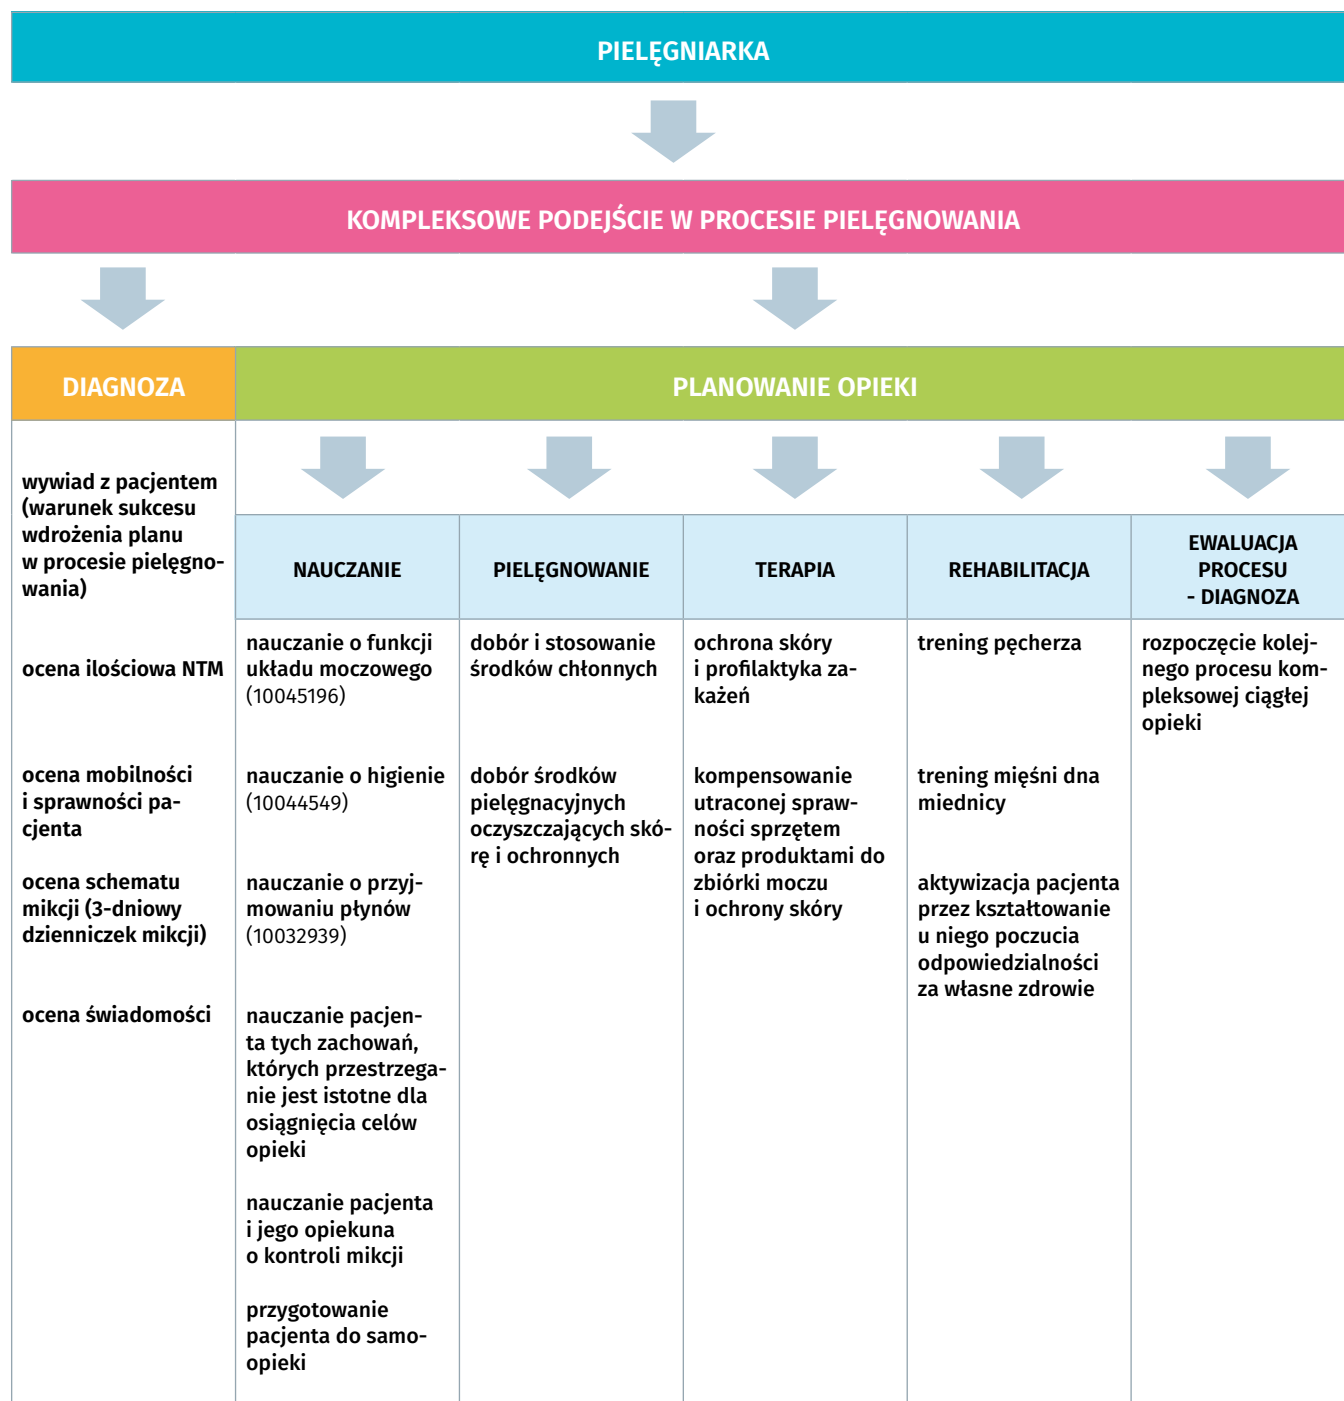 PIELĘGNIARKA
KOMPLEKSOWE PODEJŚCIE W PROCESIE PIELĘGNOWANIA
DIAGNOZA
PLANOWANIE OPIEKI
wywiad z pacjentem
(warunek sukcesu
wdrożenia planu
w procesie pielęgno-
wania)
ocena ilościowa NTM
ocena mobilności
i sprawności pa-
cjenta
ocena schematu
mikcji (3-dniowy
dzienniczek mikcji)
ocena świadomości
NAUCZANIE
nauczanie o funkcji
układu moczowego
(10045196)
nauczanie o higienie
(10044549)
nauczanie o przyj-
mowaniu płynów
(10032939)
nauczanie pacjen-
ta tych zachowań,
których przestrzega-
nie jest istotne dla
osiągnięcia celów
opieki
nauczanie pacjenta
i jego opiekuna
o kontroli mikcji
przygotowanie
pacjenta do samo-
opieki
PIELĘGNOWANIE
dobór i stosowanie
środków chłonnych
dobór środków
pielęgnacyjnych
oczyszczających skó-
rę i ochronnych
TERAPIA
ochrona skóry
i profilaktyka za-
każeń
kompensowanie
utraconej spraw-
ności sprzętem
oraz produktami do
zbiórki moczu
i ochrony skóry
REHABILITACJA
trening pęcherza
trening mięśni dna
miednicy
aktywizacja pacjenta
przez kształtowanie
u niego poczucia
odpowiedzialności
za własne zdrowie
EWALUACJA
PROCESU
- DIAGNOZA
rozpoczęcie kolej-
nego procesu kom-
pleksowej ciągłej
opieki